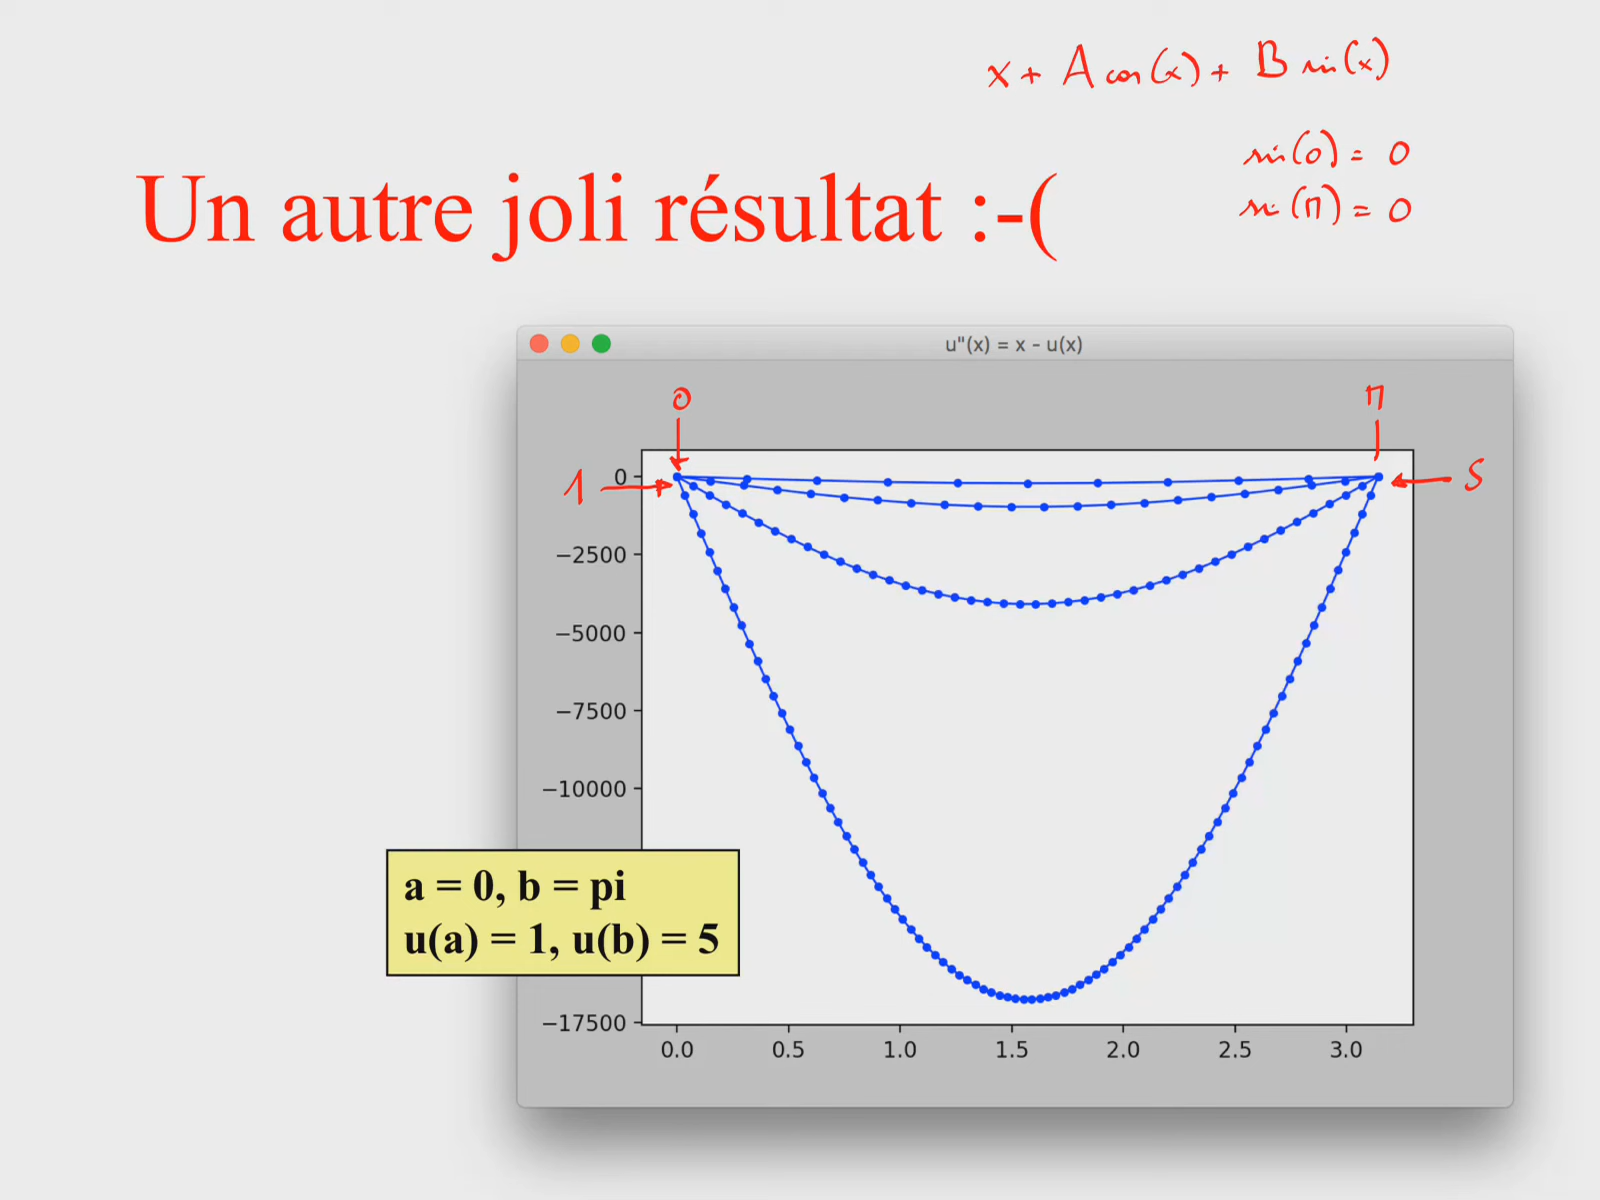 x + A cos(x) + B sin(x)
sin(0) = 0
sin(π) = 0
Un autre joli résultat :-(
u"(x) = x - u(x)
0
π
1
5
0
−2500
−5000
−7500
−10000
−17500
0.0 0.5 1.0 1.5 2.0 2.5 3.0
a = 0, b = pi
u(a) = 1, u(b) = 5